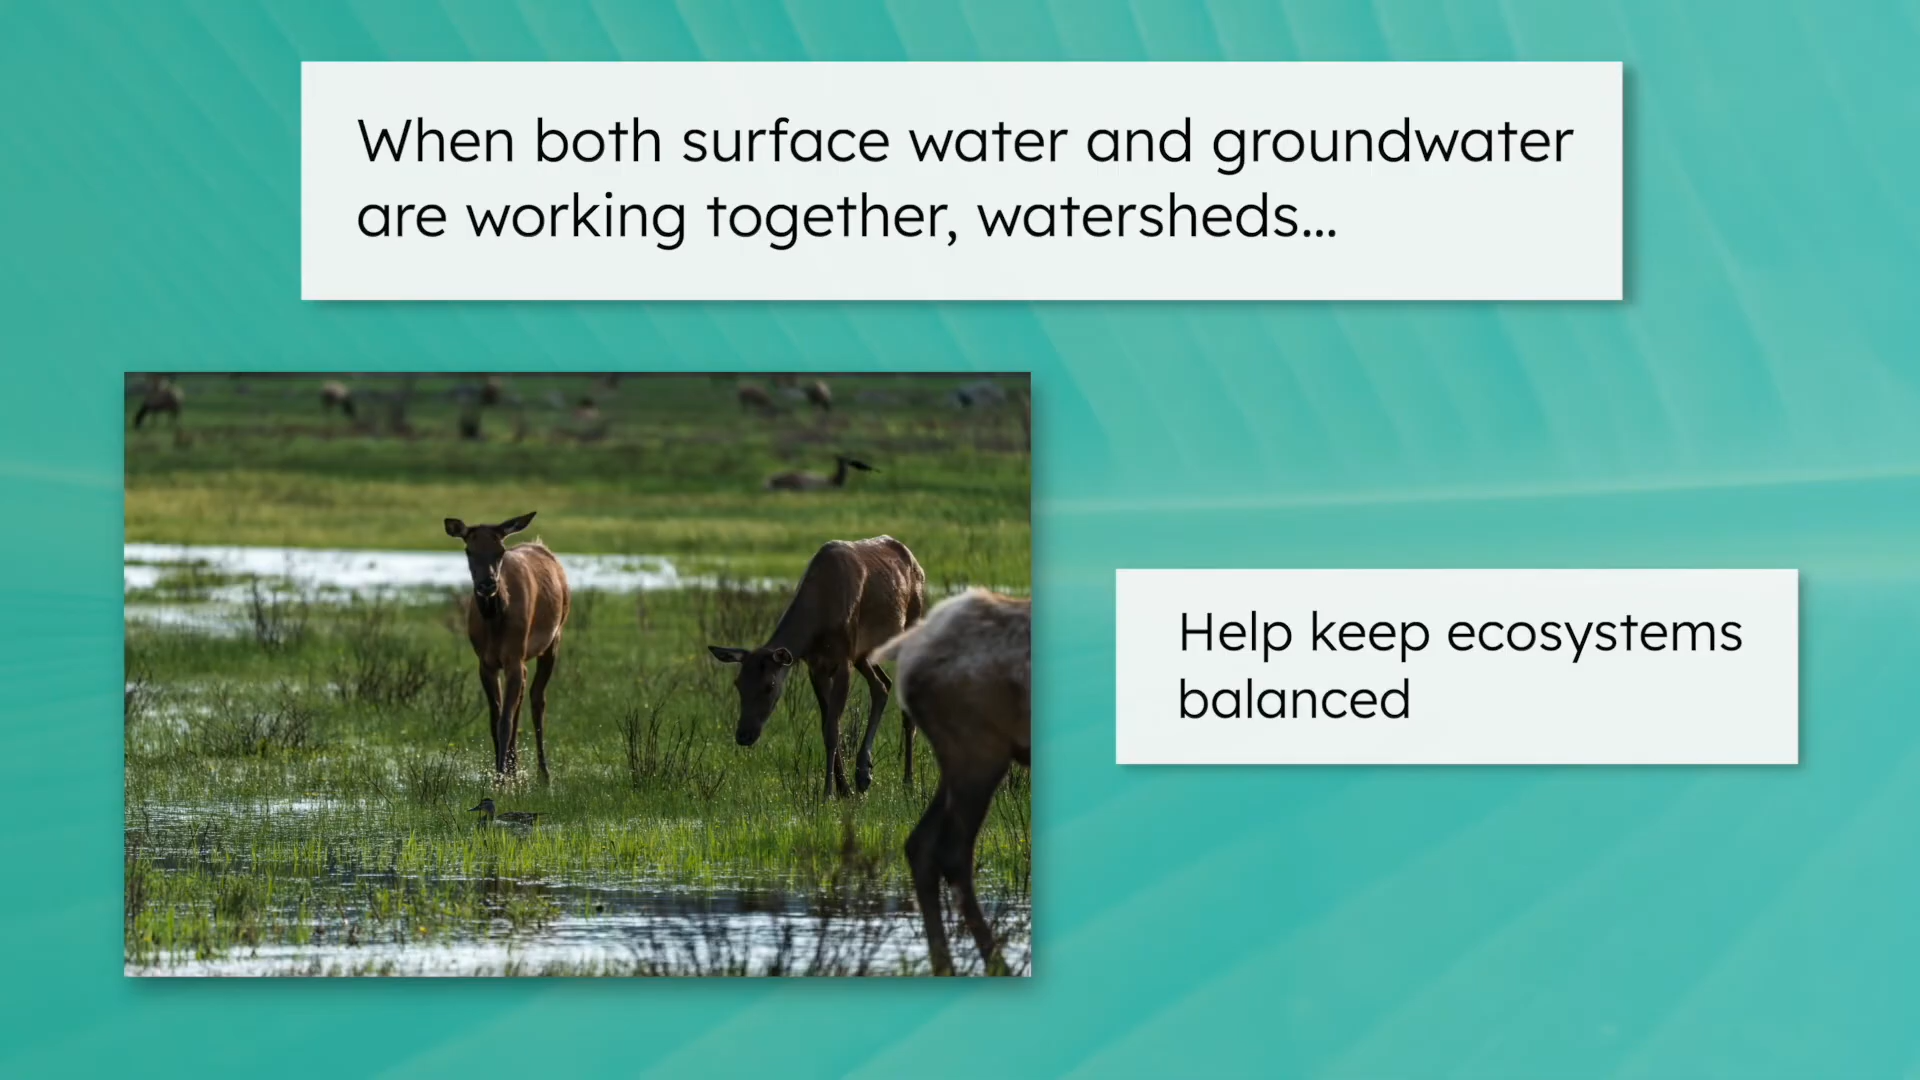 When both surface water and groundwater
are working together, watersheds...
Help keep ecosystems
balanced